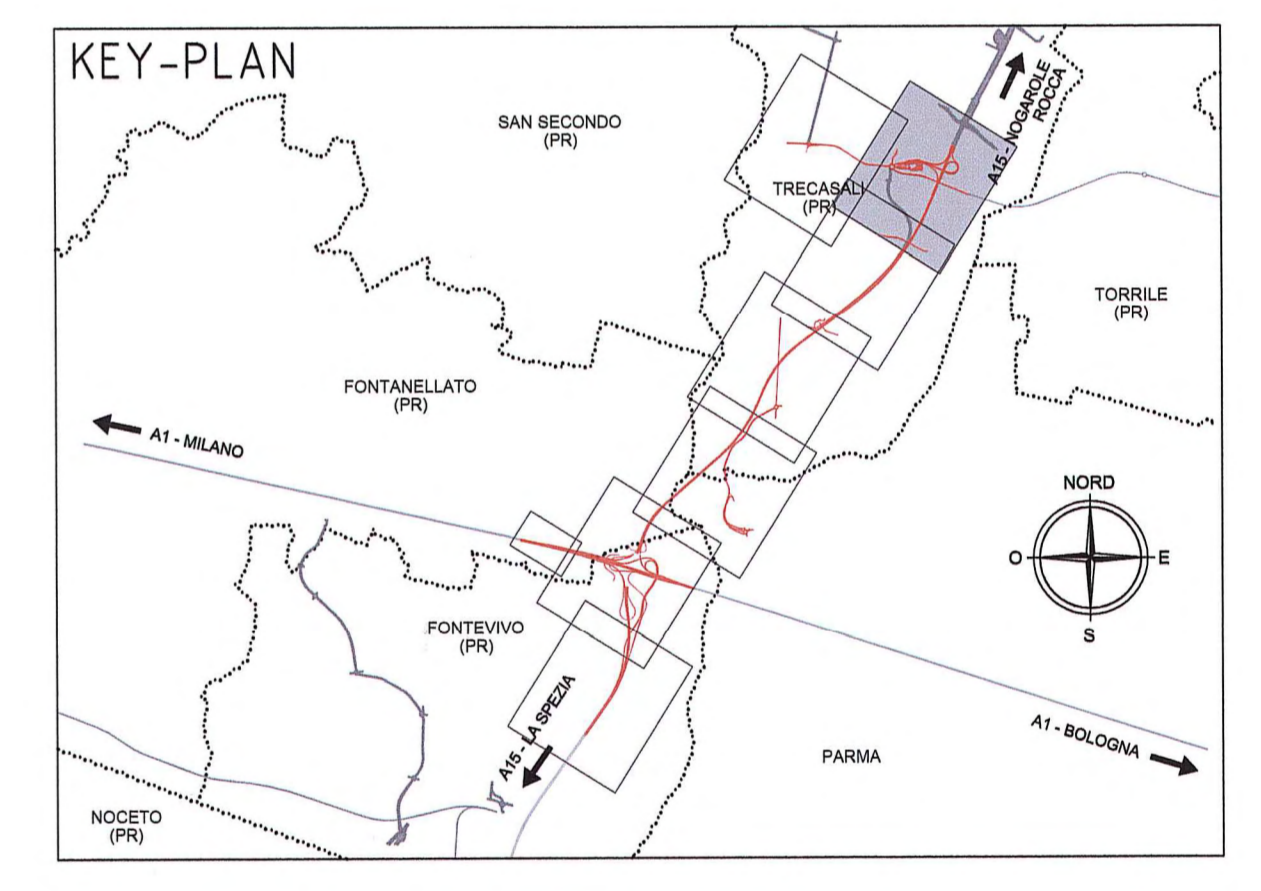 KEY-PLAN
SAN SECONDO
(PR)
A15 - NOGAROLE
ROCCA
TRECASALI
(PR)
TORRILE
(PR)
FONTANELLATO
(PR)
A1 - MILANO
NORD
O
E
S
FONTEVIVO
(PR)
A15 - LA SPEZIA
A1 - BOLOGNA
PARMA
NOCETO
(PR)